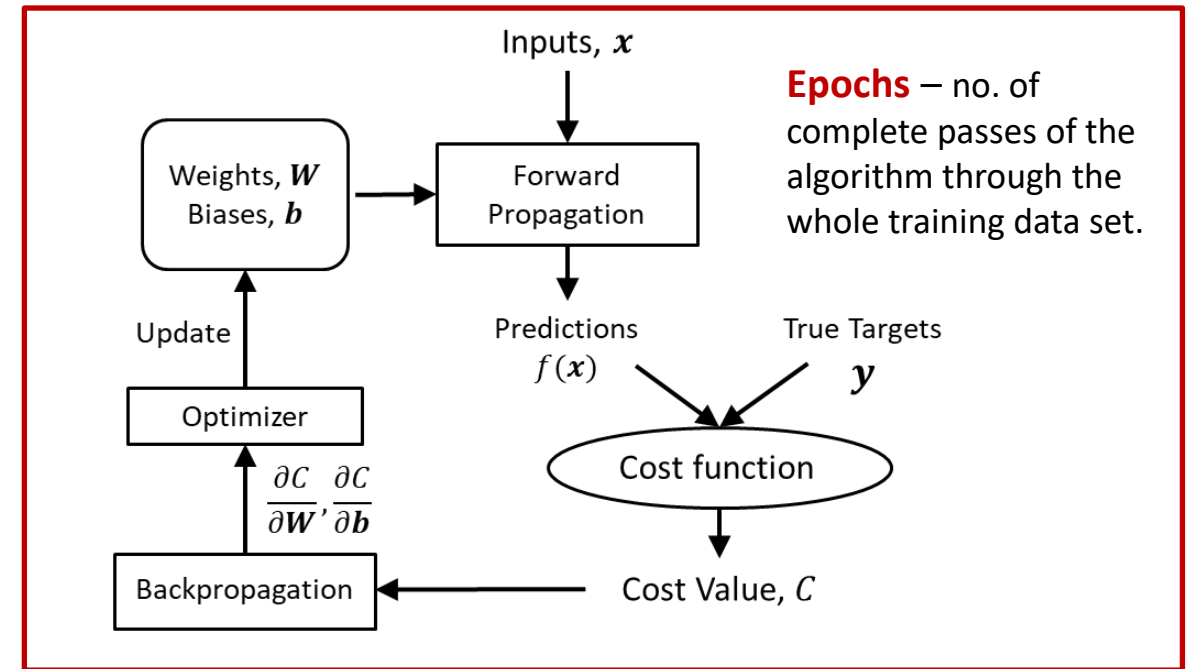 Inputs, x
Epochs – no. of
complete passes of the
algorithm through the
whole training data set.
Weights, W
Biases, b
Forward
Propagation
Update
Predictions
f(x)
True Targets
y
Optimizer
Cost function
∂C/∂W, ∂C/∂b
Backpropagation
Cost Value, C